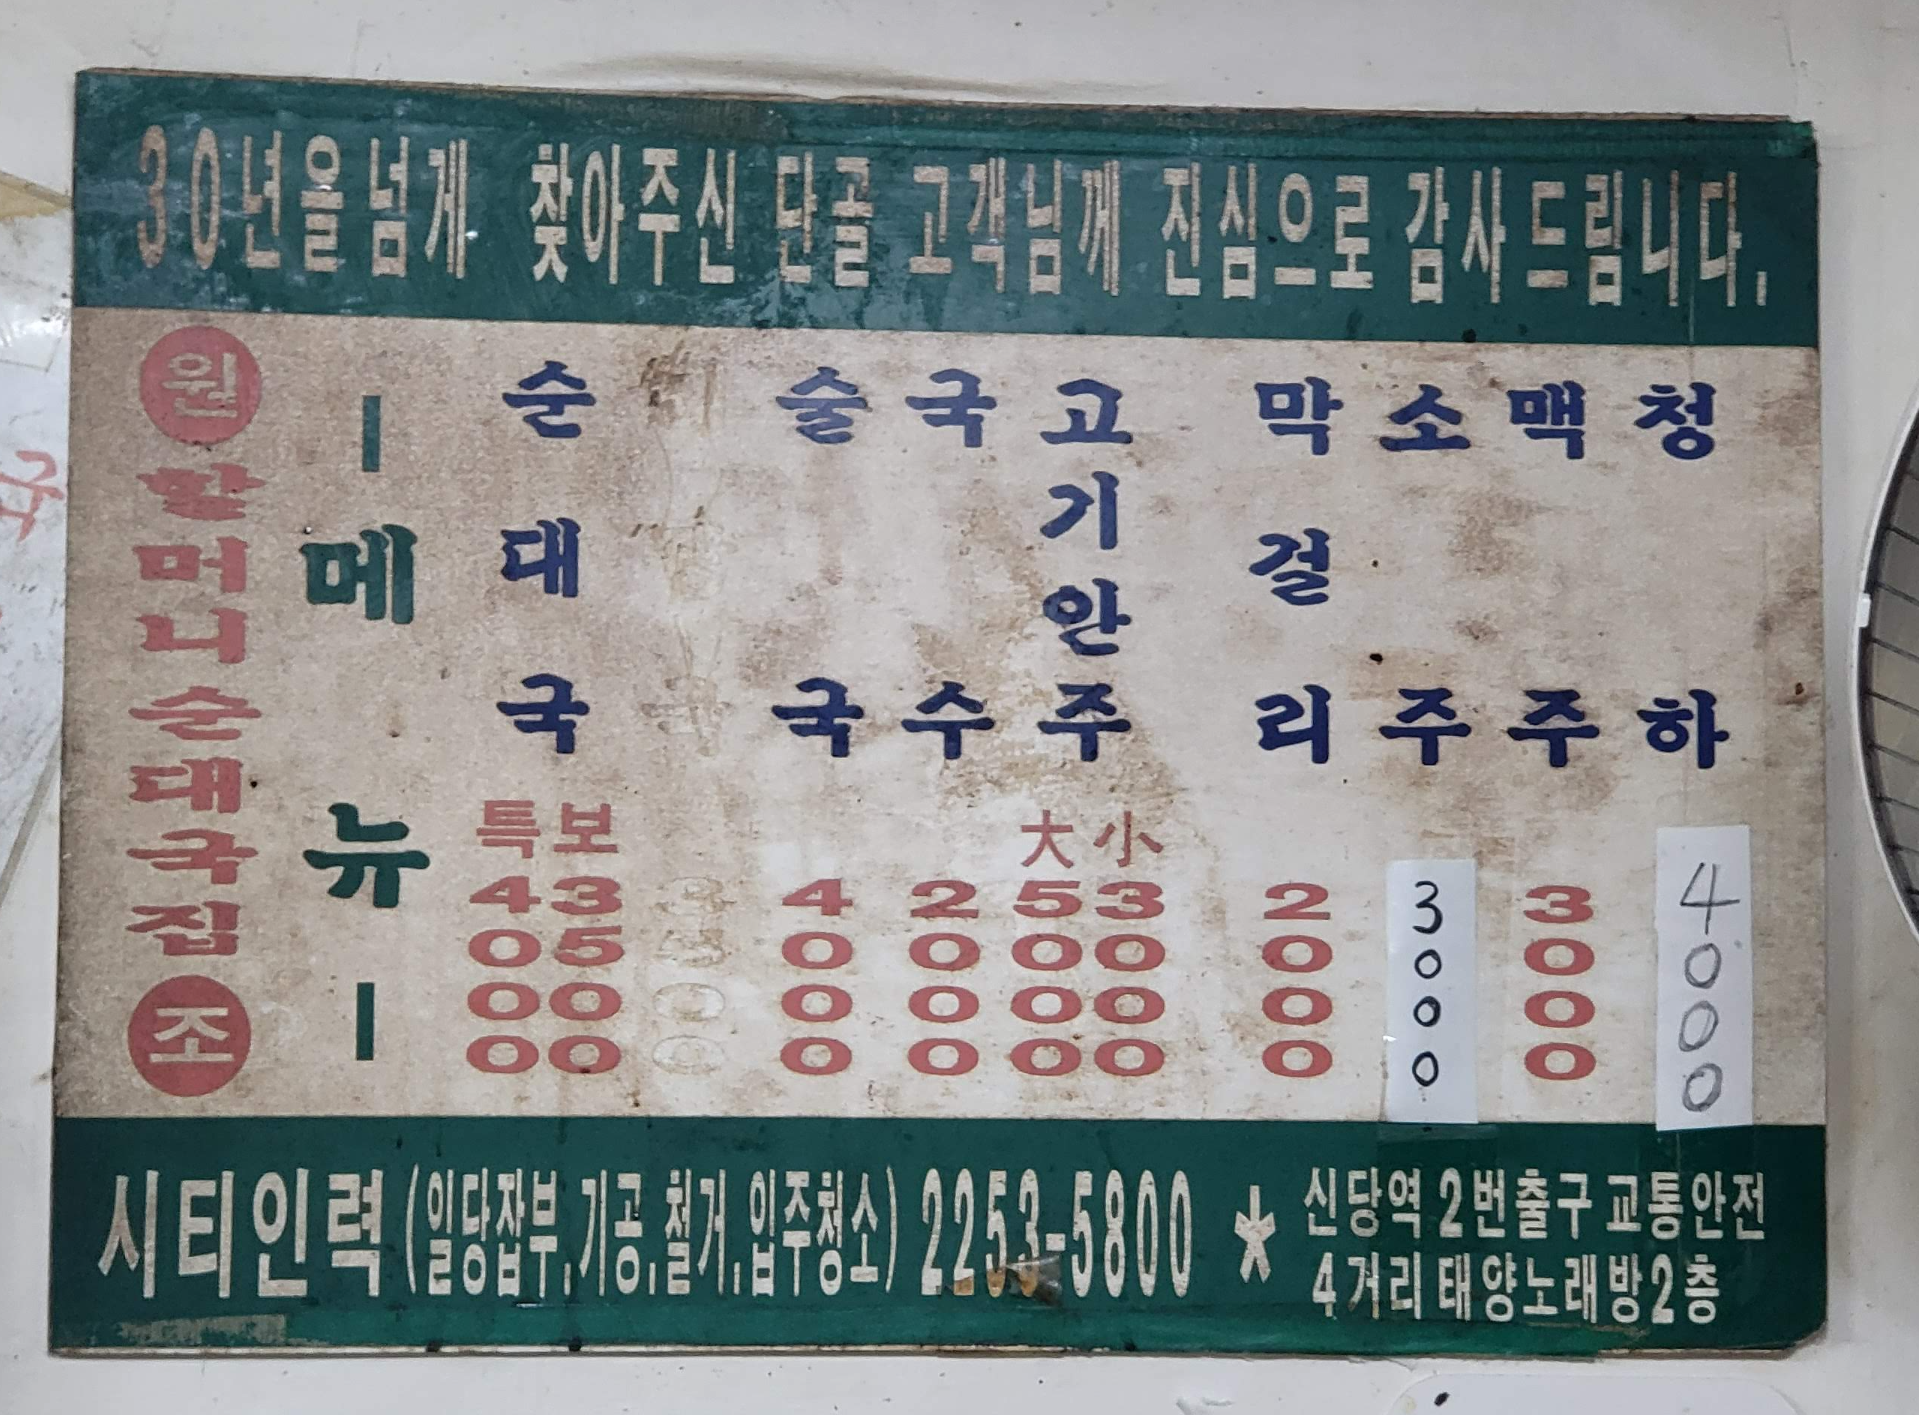 30년을넘게 찾아주신 단골 고객님께 진심으로 감사드립니다.
원 할머니순대국집 조
ㅡ 메뉴 ㅡ
순대국 특 4000 보 3500
술국 4000
국수 2000
고기안주 大 5000 小 3000
막걸리 2000
소주 3000
맥주 3000
청하 4000
시티인력(일당잡부,기공,철거,입주청소) 2253-5800 * 신당역 2번출구 교통안전
4거리 태양노래방2층